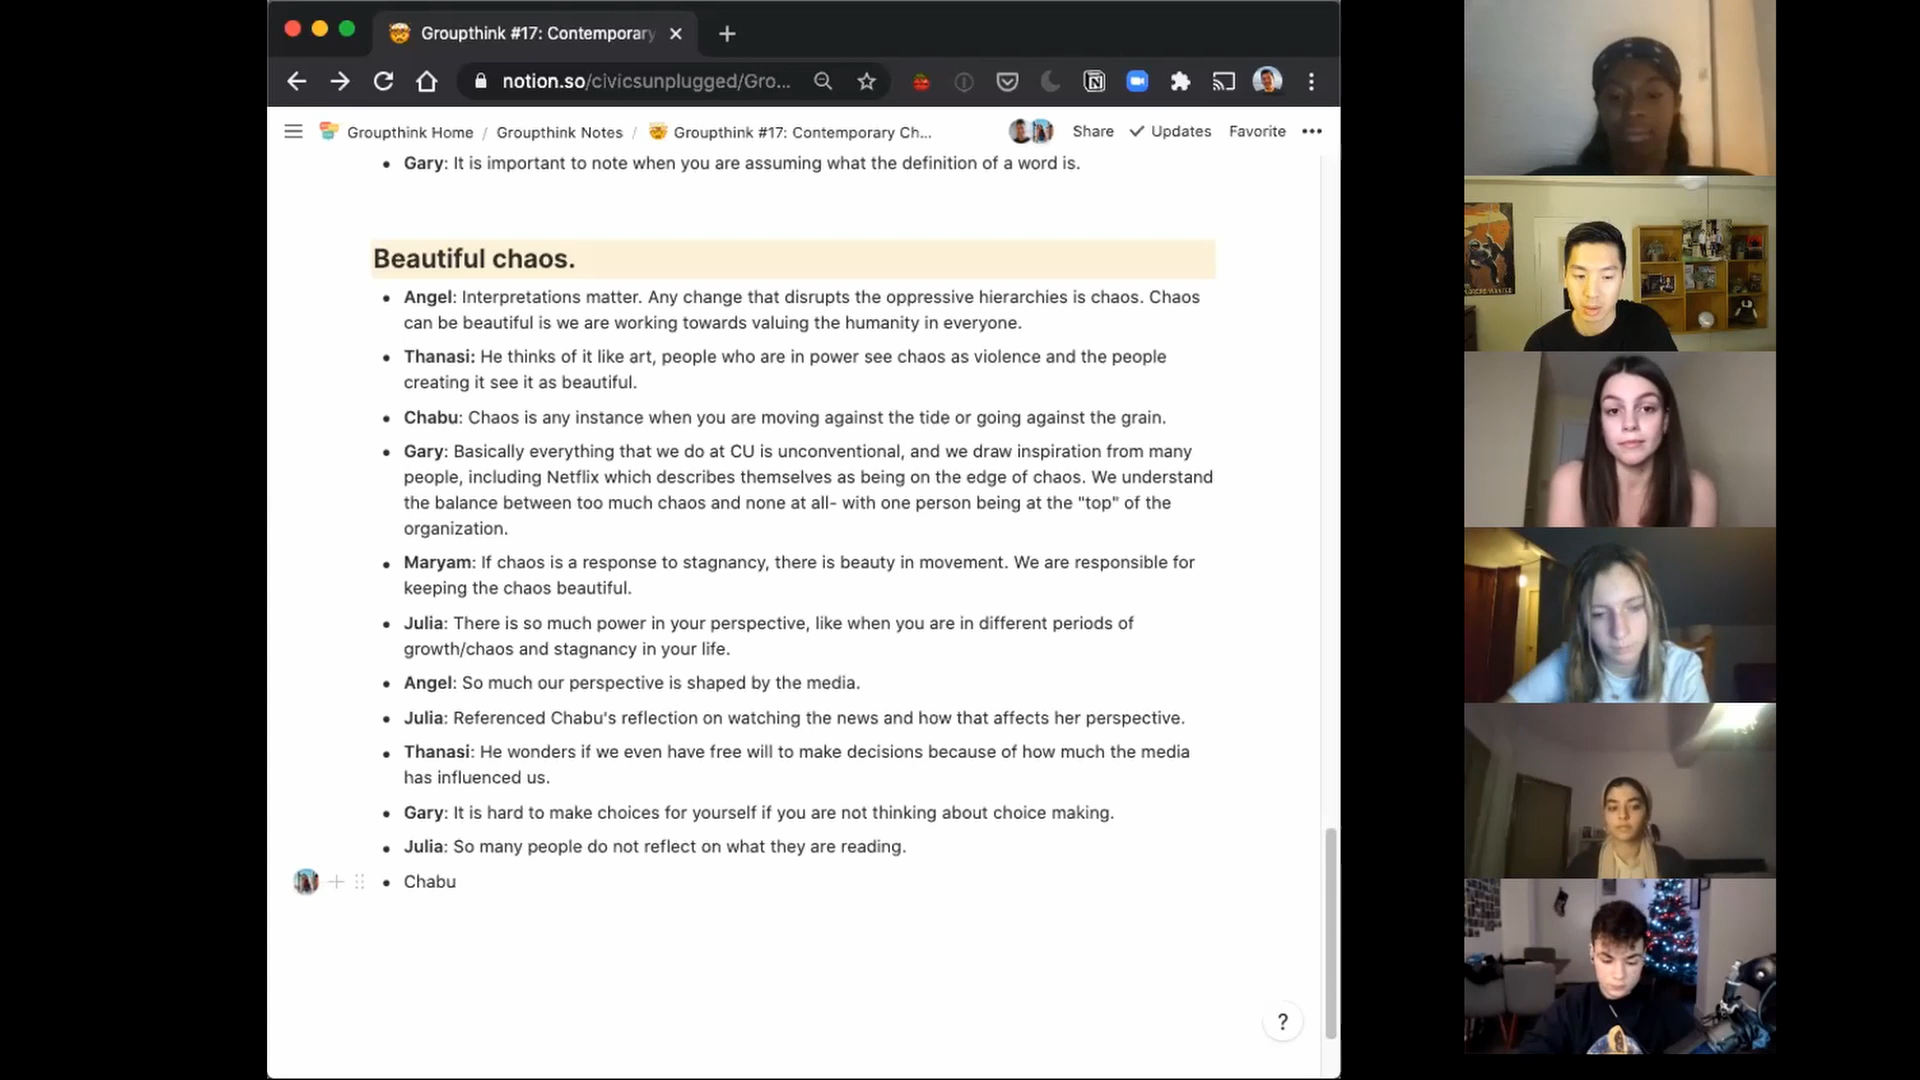 Groupthink #17: Contemporary
notion.so/civicsunplugged/Gro...
Groupthink Home / Groupthink Notes / Groupthink #17: Contemporary Ch...
Share Updates Favorite
Gary: It is important to note when you are assuming what the definition of a word is.
Beautiful chaos.
Angel: Interpretations matter. Any change that disrupts the oppressive hierarchies is chaos. Chaos
can be beautiful is we are working towards valuing the humanity in everyone.
Thanasi: He thinks of it like art, people who are in power see chaos as violence and the people
creating it see it as beautiful.
Chabu: Chaos is any instance when you are moving against the tide or going against the grain.
Gary: Basically everything that we do at CU is unconventional, and we draw inspiration from many
people, including Netflix which describes themselves as being on the edge of chaos. We understand
the balance between too much chaos and none at all- with one person being at the "top" of the
organization.
Maryam: If chaos is a response to stagnancy, there is beauty in movement. We are responsible for
keeping the chaos beautiful.
Julia: There is so much power in your perspective, like when you are in different periods of
growth/chaos and stagnancy in your life.
Angel: So much our perspective is shaped by the media.
Julia: Referenced Chabu's reflection on watching the news and how that affects her perspective.
Thanasi: He wonders if we even have free will to make decisions because of how much the media
has influenced us.
Gary: It is hard to make choices for yourself if you are not thinking about choice making.
Julia: So many people do not reflect on what they are reading.
Chabu
?